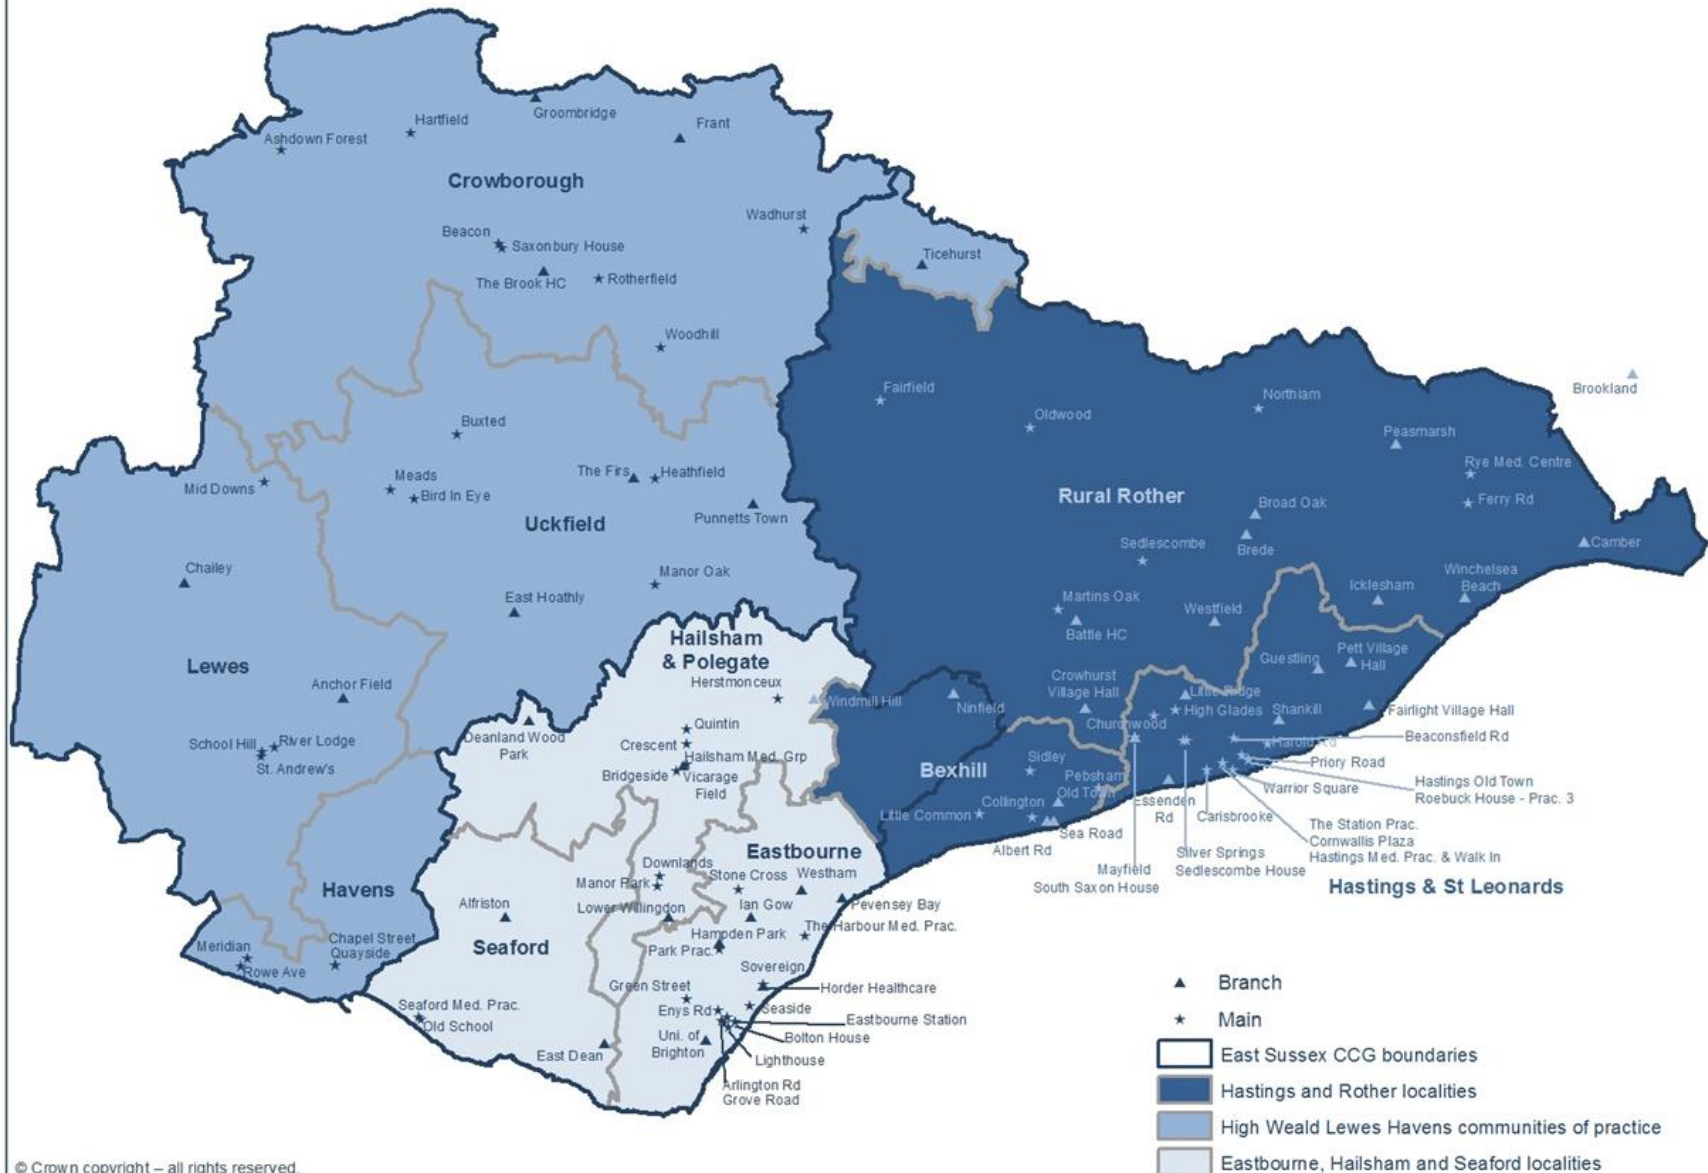 Groombridge
Hartfield
Frant
Ashdown Forest
Crowborough
Wadhurst
Beacon
Saxonbury House
Ticehurst
The Brook HC
Rotherfield
Woodhill
Fairfield
Northiam
Brookland
Oldwood
Buxted
Peasmarsh
Meads
The Firs
Heathfield
Rye Med. Centre
Mid Downs
Bird In Eye
Rural Rother
Ferry Rd
Broad Oak
Punnetts Town
Uckfield
Sedlescombe
Brede
Camber
Chailey
Manor Oak
Winchelsea
Beach
Icklesham
East Hoathly
Martins Oak
Westfield
Battle HC
Hailsham
& Polegate
Pett Village
Hall
Guestling
Lewes
Herstmonceux
Crowhurst
Village Hall
Anchor Field
Windmill Hill
Ninfield
Little Ridge
High Glades
Shankill
Fairlight Village Hall
Churchwood
Quintin
Deanland Wood
Park
Crescent
School Hill
River Lodge
Harold Rd
Beaconsfield Rd
Hailsham Med. Grp
Sidley
Priory Road
St. Andrew's
Bridgeside
Vicarage
Field
Bexhill
Pebsham
Hastings Old Town
Roebuck House - Prac. 3
Old Town
Warrior Square
Collington
Essenden
Rd
Little Common
Carisbrooke
The Station Prac.
Cornwallis Plaza
Hastings Med. Prac. & Walk In
Sea Road
Albert Rd
Eastbourne
Silver Springs
Sedlescombe House
Downlands
Mayfield
South Saxon House
Stone Cross
Westham
Manor Park
Hastings & St Leonards
Havens
Alfriston
Lower Willingdon
Ian Gow
Pevensey Bay
The Harbour Med. Prac.
Hampden Park
Seaford
Park Prac.
Chapel Street
Quayside
Meridian
Rowe Ave
Sovereign
Green Street
Horder Healthcare
Seaford Med. Prac.
Old School
Enys Rd
Seaside
Eastbourne Station
Uni. of
Brighton
Bolton House
East Dean
Lighthouse
Arlington Rd
Grove Road
Branch
Main
East Sussex CCG boundaries
Hastings and Rother localities
High Weald Lewes Havens communities of practice
Eastbourne, Hailsham and Seaford localities
© Crown copyright – all rights reserved.